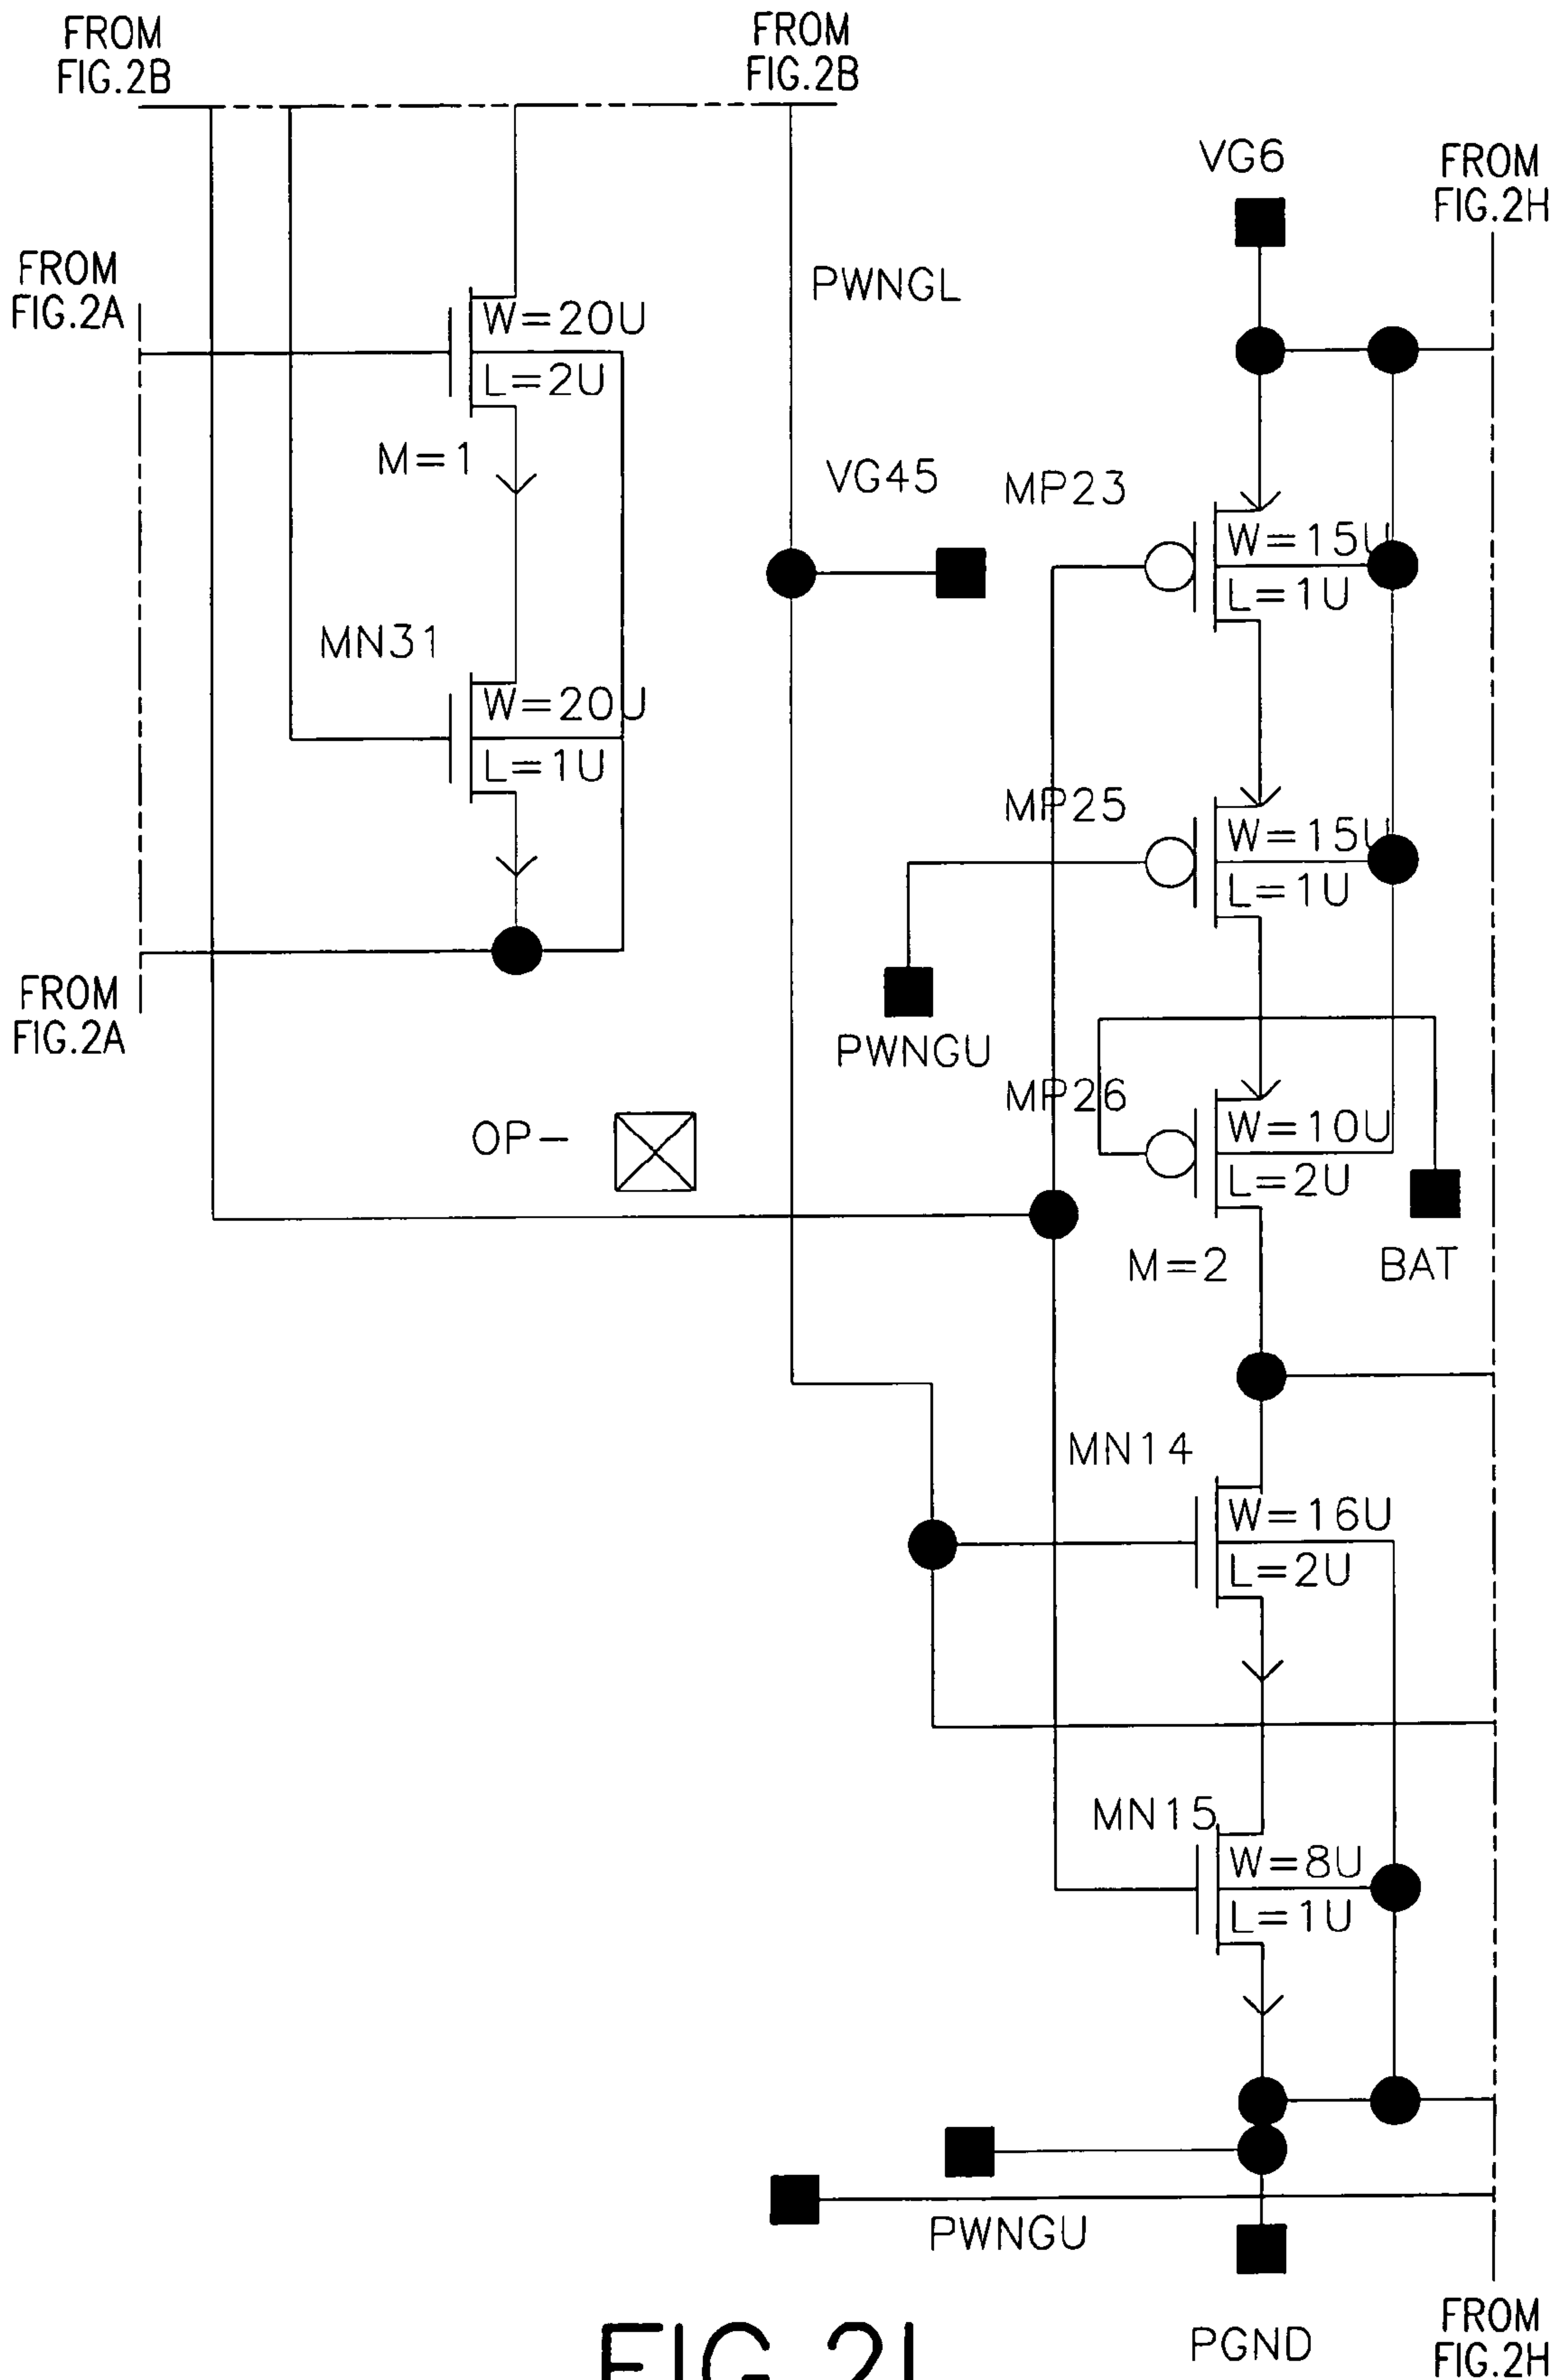 FROM
FIG.2B
FROM
FIG.2B
VG6
FROM
FIG.2H
FROM
FIG.2A
PWNGL
W=20U
L=2U
M=1
VG45
MP23
W=15U
L=1U
MN31
W=20U
L=1U
MP25
W=15U
L=1U
FROM
FIG.2A
PWNGU
MP26
W=10U
L=2U
OP-
M=2
BAT
MN14
W=16U
L=2U
MN15
W=8U
L=1U
PWNGU
PGND
FROM
FIG.2H